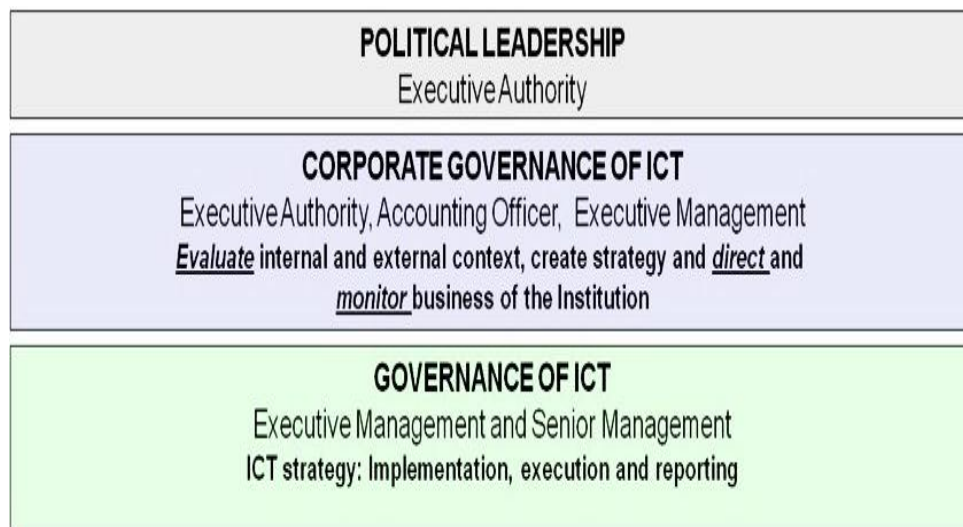 POLITICAL LEADERSHIP
Executive Authority
CORPORATE GOVERNANCE OF ICT
Executive Authority, Accounting Officer, Executive Management
Evaluate internal and external context, create strategy and direct and
monitor business of the Institution
GOVERNANCE OF ICT
Executive Management and Senior Management
ICT strategy: Implementation, execution and reporting